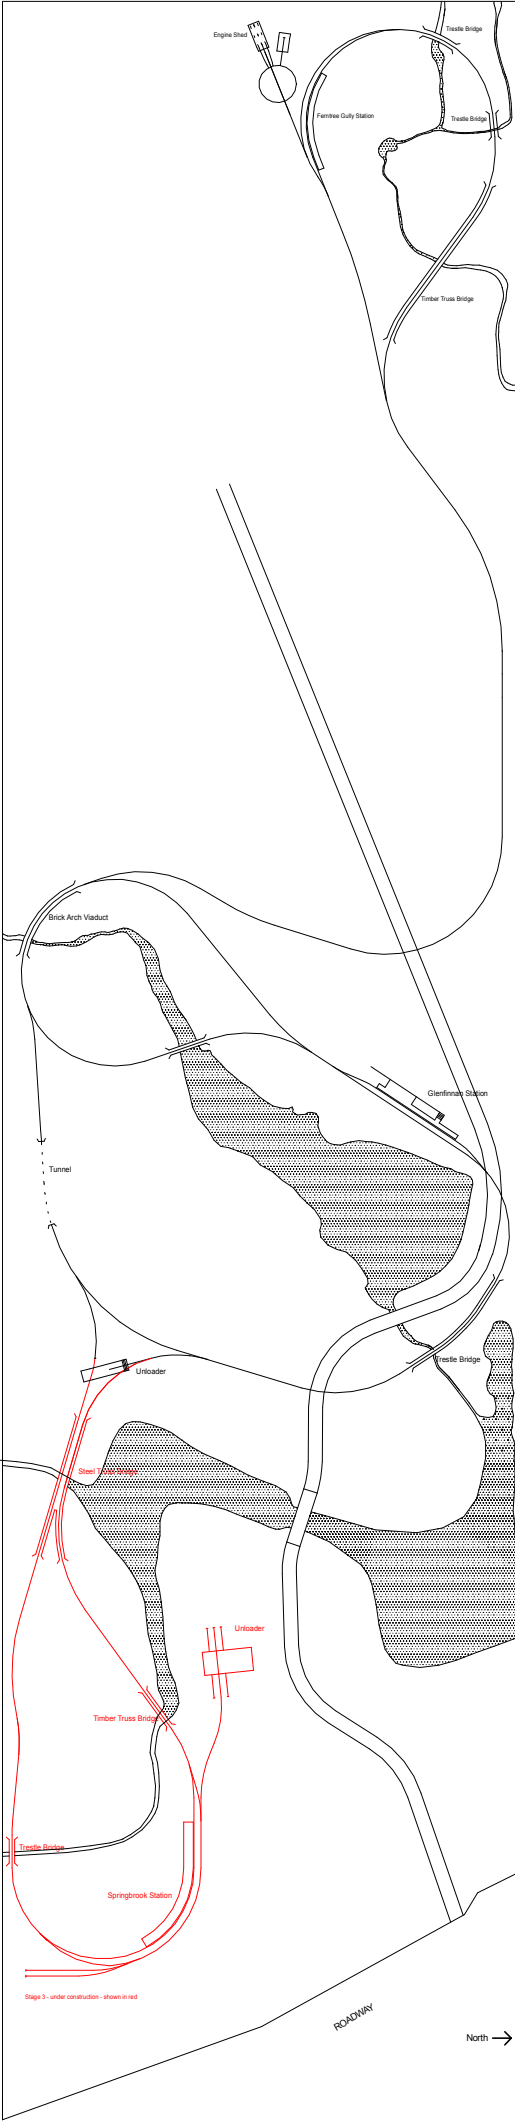 Trestle Bridge
Engine Shed
Ferntree Gully Station
Trestle Bridge
Timber Truss Bridge
Brick Arch Viaduct
Glenfinnan Station
Tunnel
Trestle Bridge
Unloader
Steel Truss Bridge
Unloader
Timber Truss Bridge
Trestle Bridge
Springbrook Station
Stage 3 - under construction - shown in red
ROADWAY
North